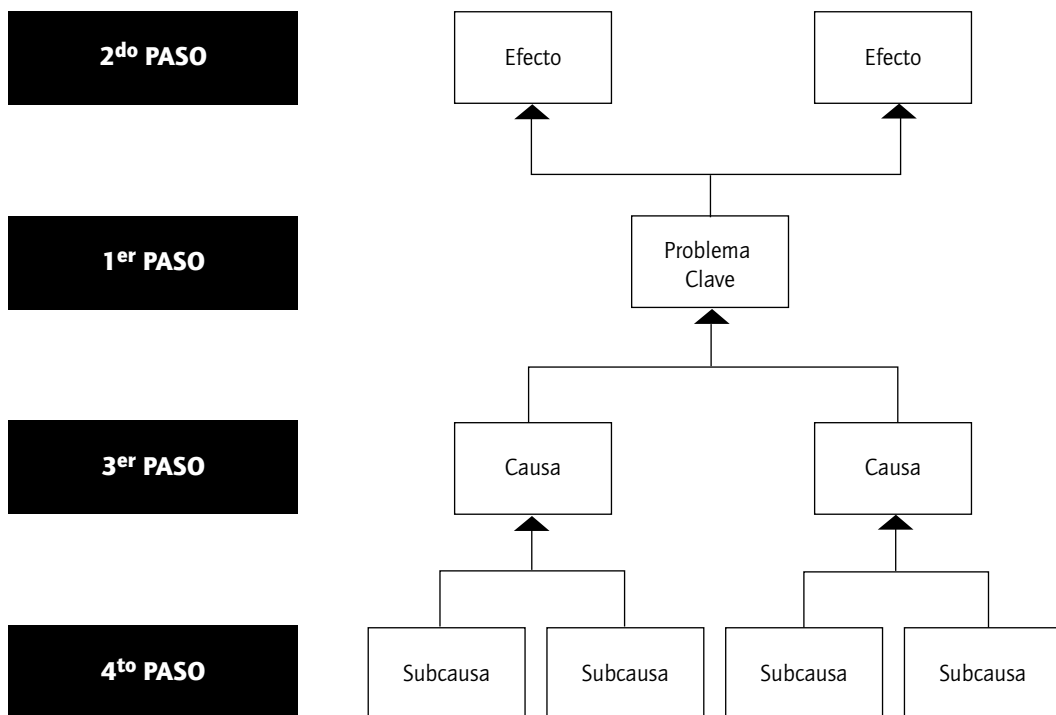 2do PASO
Efecto
Efecto
1er PASO
Problema
Clave
3er PASO
Causa
Causa
4to PASO
Subcausa
Subcausa
Subcausa
Subcausa